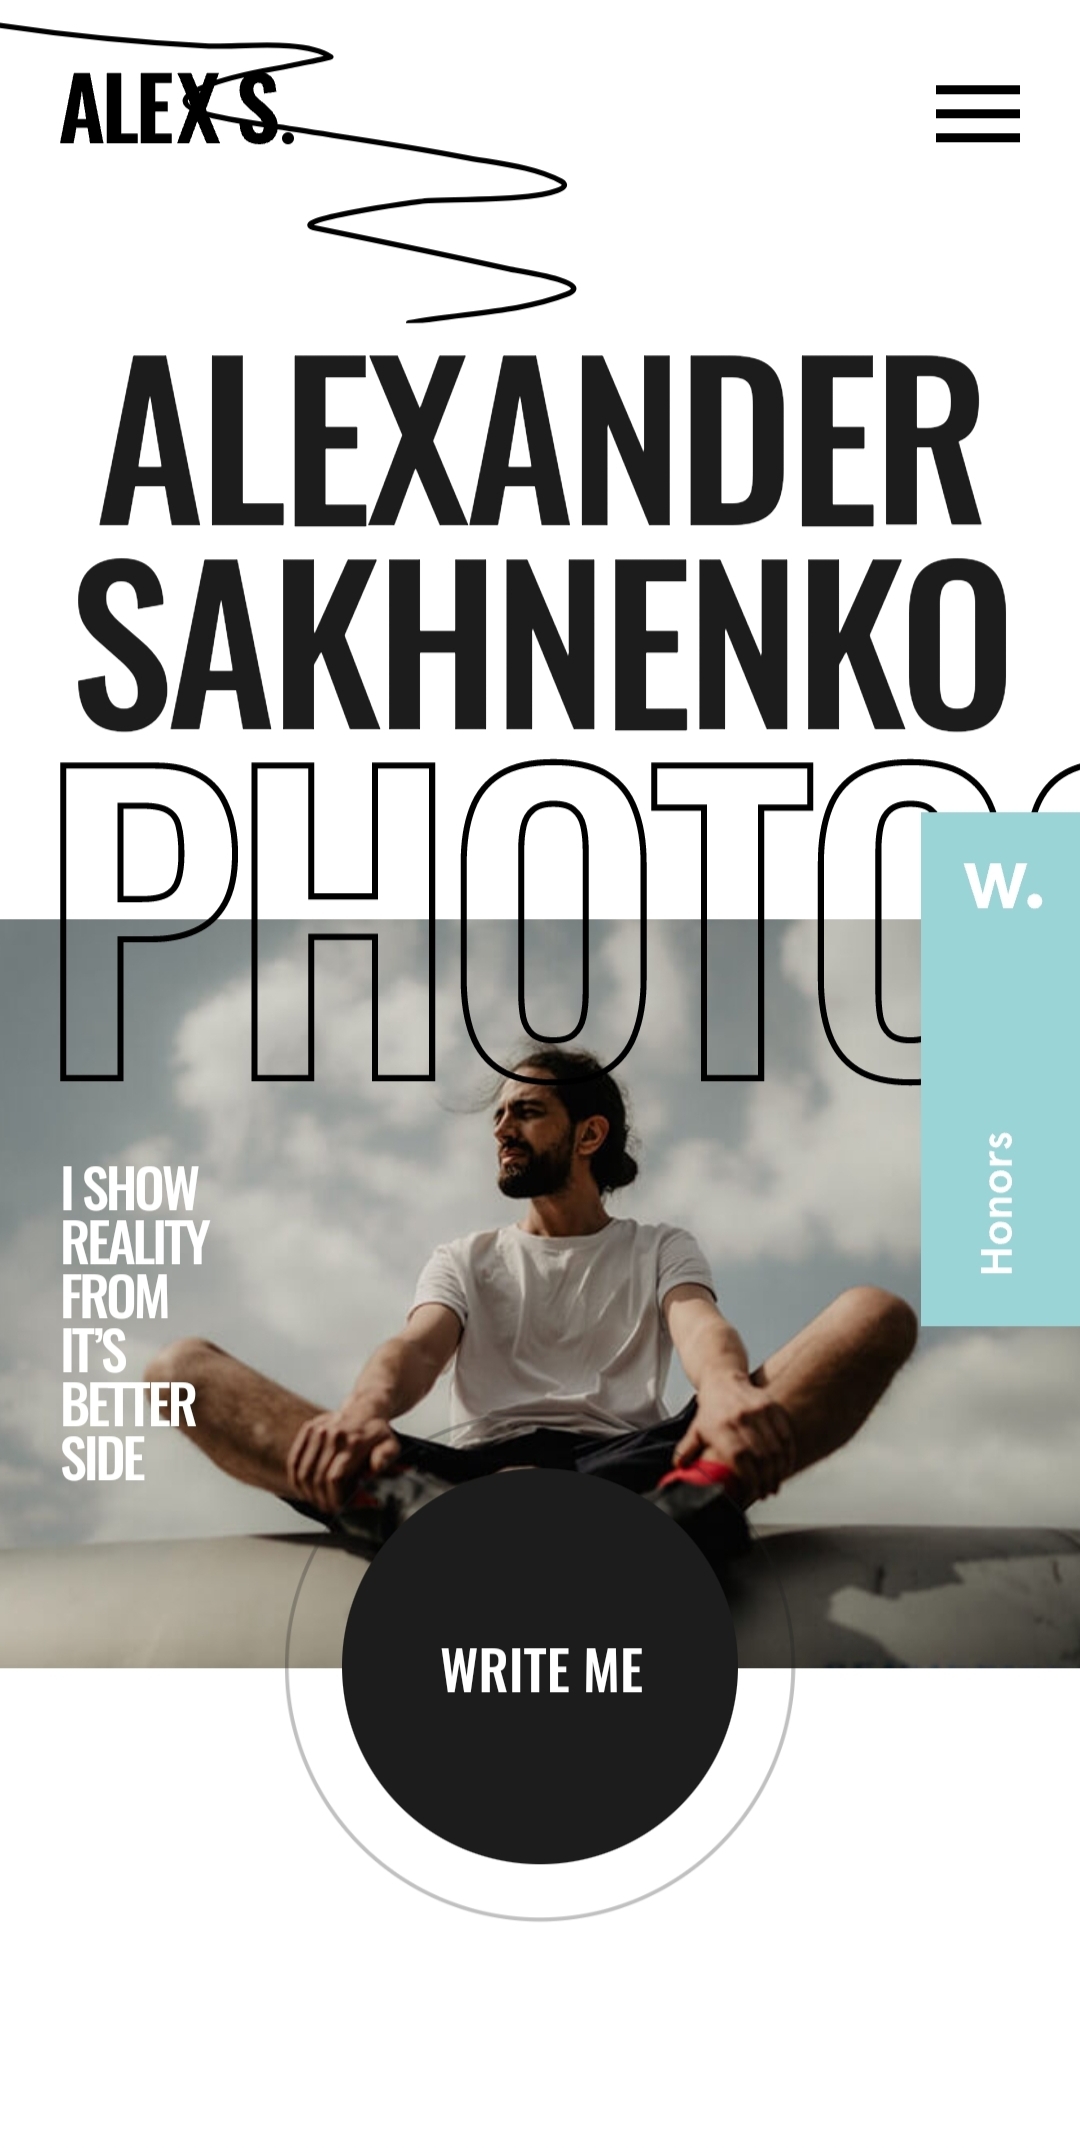 ALEX S.
ALEXANDER
SAKHNENKO
PHOTO
W.
Honors
I SHOW
REALITY
FROM
IT’S
BETTER
SIDE
WRITE ME